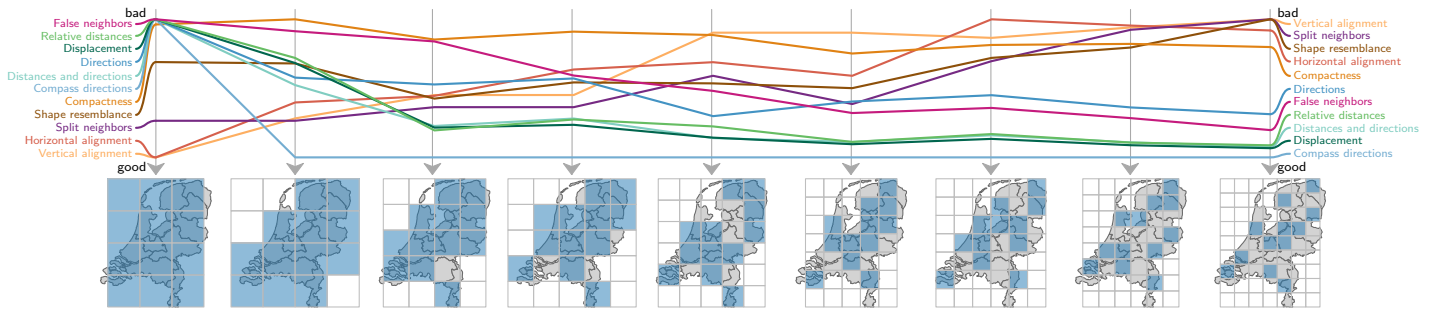 bad
False neighbors
Relative distances
Displacement
Directions
Distances and directions
Compass directions
Compactness
Shape resemblance
Split neighbors
Horizontal alignment
Vertical alignment
good
bad
Vertical alignment
Split neighbors
Shape resemblance
Horizontal alignment
Compactness
Directions
False neighbors
Relative distances
Distances and directions
Displacement
Compass directions
good